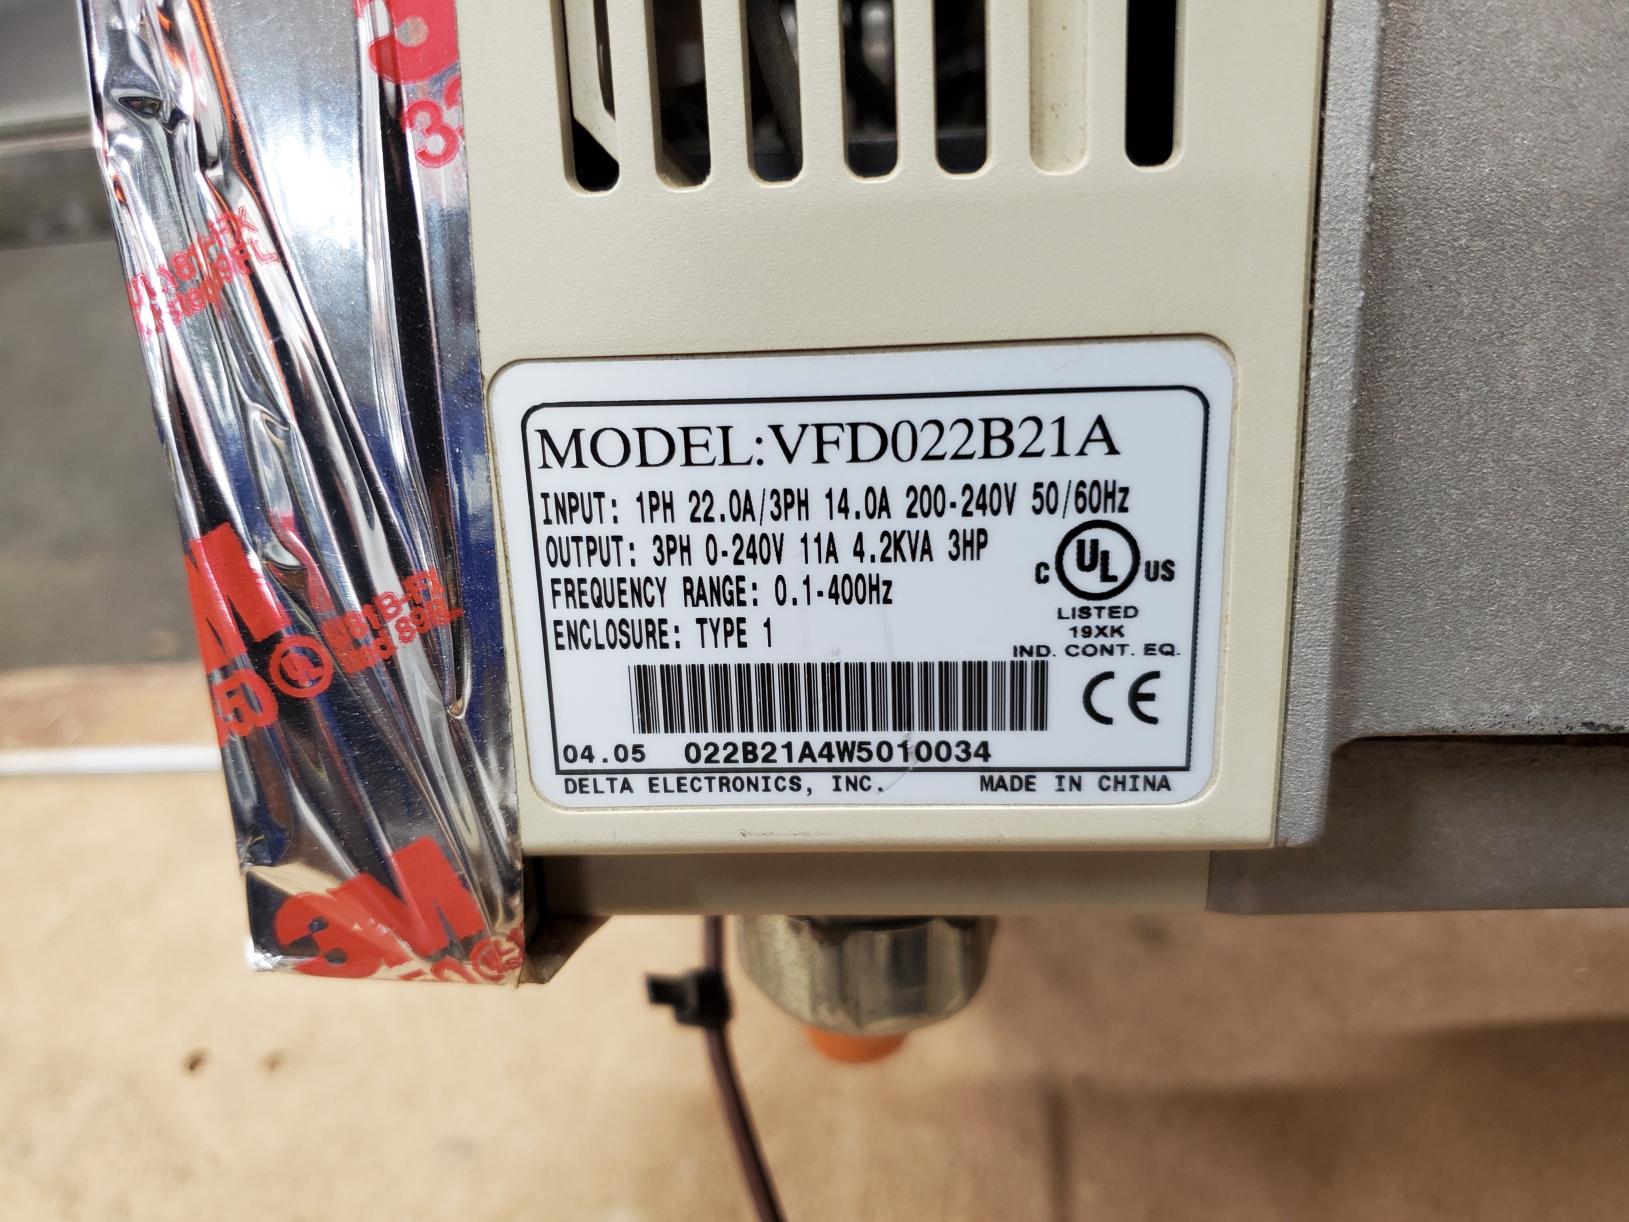 3
33
3M
3M
MODEL:VFD022B21A
INPUT: 1PH 22.0A/3PH 14.0A 200-240V 50/60Hz
OUTPUT: 3PH 0-240V 11A 4.2KVA 3HP
FREQUENCY RANGE: 0.1-400Hz
ENCLOSURE: TYPE 1
C UL US
LISTED
19XK
IND. CONT. EQ.
CE
04.05 022B21A4W5010034
DELTA ELECTRONICS, INC. MADE IN CHINA